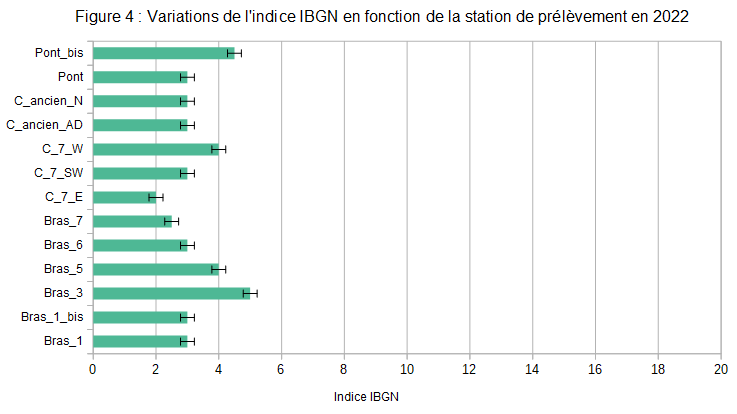 Figure 4 : Variations de l'indice IBGN en fonction de la station de prélèvement en 2022
Pont_bis
Pont
C_ancien_N
C_ancien_AD
C_7_W
C_7_SW
C_7_E
Bras_7
Bras_6
Bras_5
Bras_3
Bras_1_bis
Bras_1
0 2 4 6 8 10 12 14 16 18 20
Indice IBGN